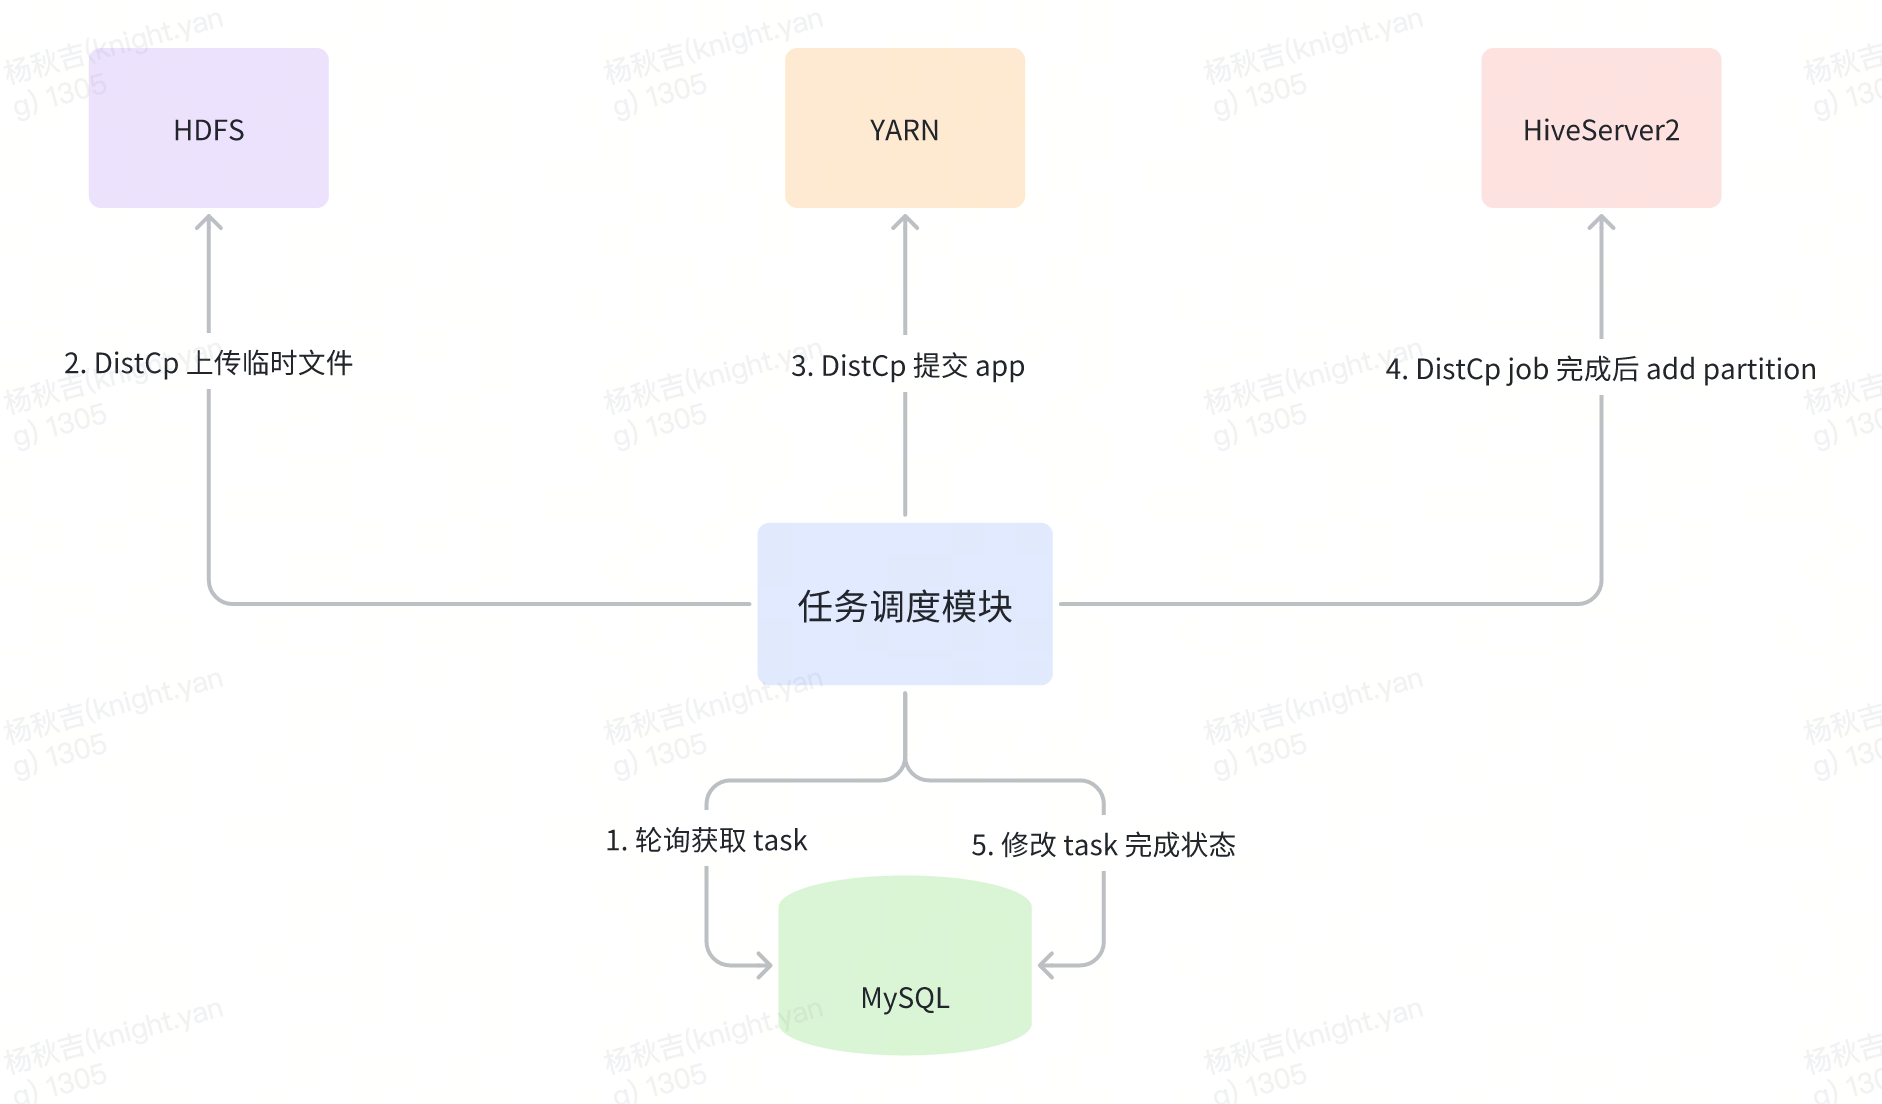 HDFS
YARN
HiveServer2
2. DistCp 上传临时文件
3. DistCp 提交 app
4. DistCp job 完成后 add partition
任务调度模块
1. 轮询获取 task
5. 修改 task 完成状态
MySQL
杨秋吉(knight.yan
g) 1305